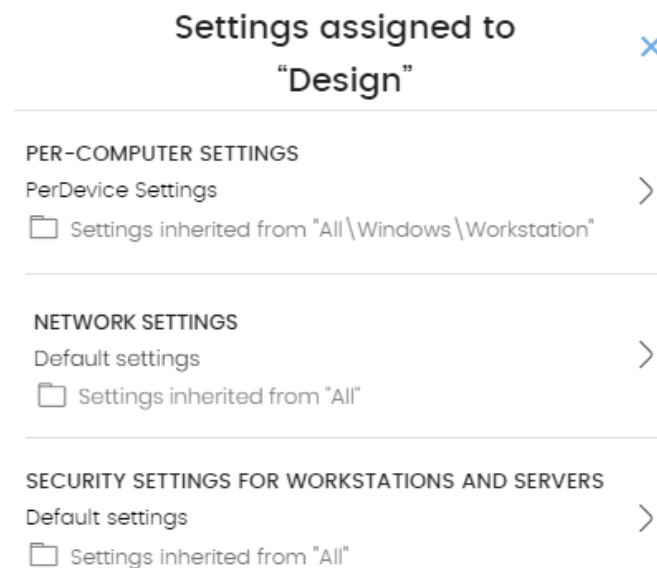 Settings assigned to
“Design”
PER-COMPUTER SETTINGS
PerDevice Settings
Settings inherited from "All\Windows\Workstation"
NETWORK SETTINGS
Default settings
Settings inherited from "All"
SECURITY SETTINGS FOR WORKSTATIONS AND SERVERS
Default settings
Settings inherited from "All"